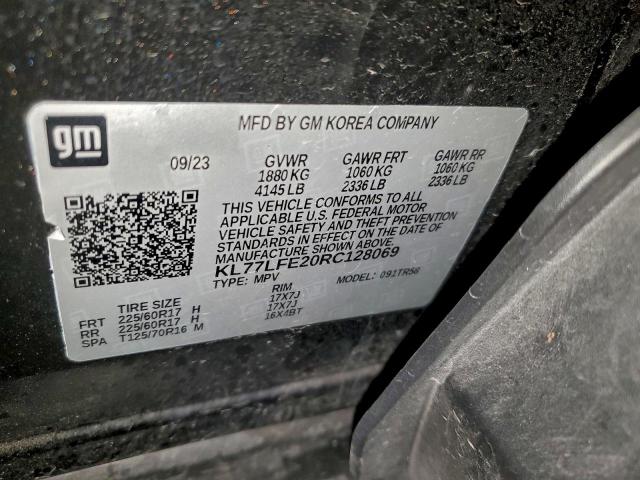 gm
MFD BY GM KOREA COMPANY
09/23 GVWR GAWR FRT GAWR RR
1880 KG 1060 KG 1060 KG
4145 LB 2336 LB 2336 LB
THIS VEHICLE CONFORMS TO ALL
APPLICABLE U.S. FEDERAL MOTOR
VEHICLE SAFETY AND THEFT PREVENTION
STANDARDS IN EFFECT ON THE DATE OF
MANUFACTURE SHOWN ABOVE.
KL77LFE20RC128069
TYPE: MPV MODEL: 091TR56
TIRE SIZE RIM
FRT 225/60R17 H 17X7J
RR 225/60R17 H 17X7J
SPA T125/70R16 M 16X4BT